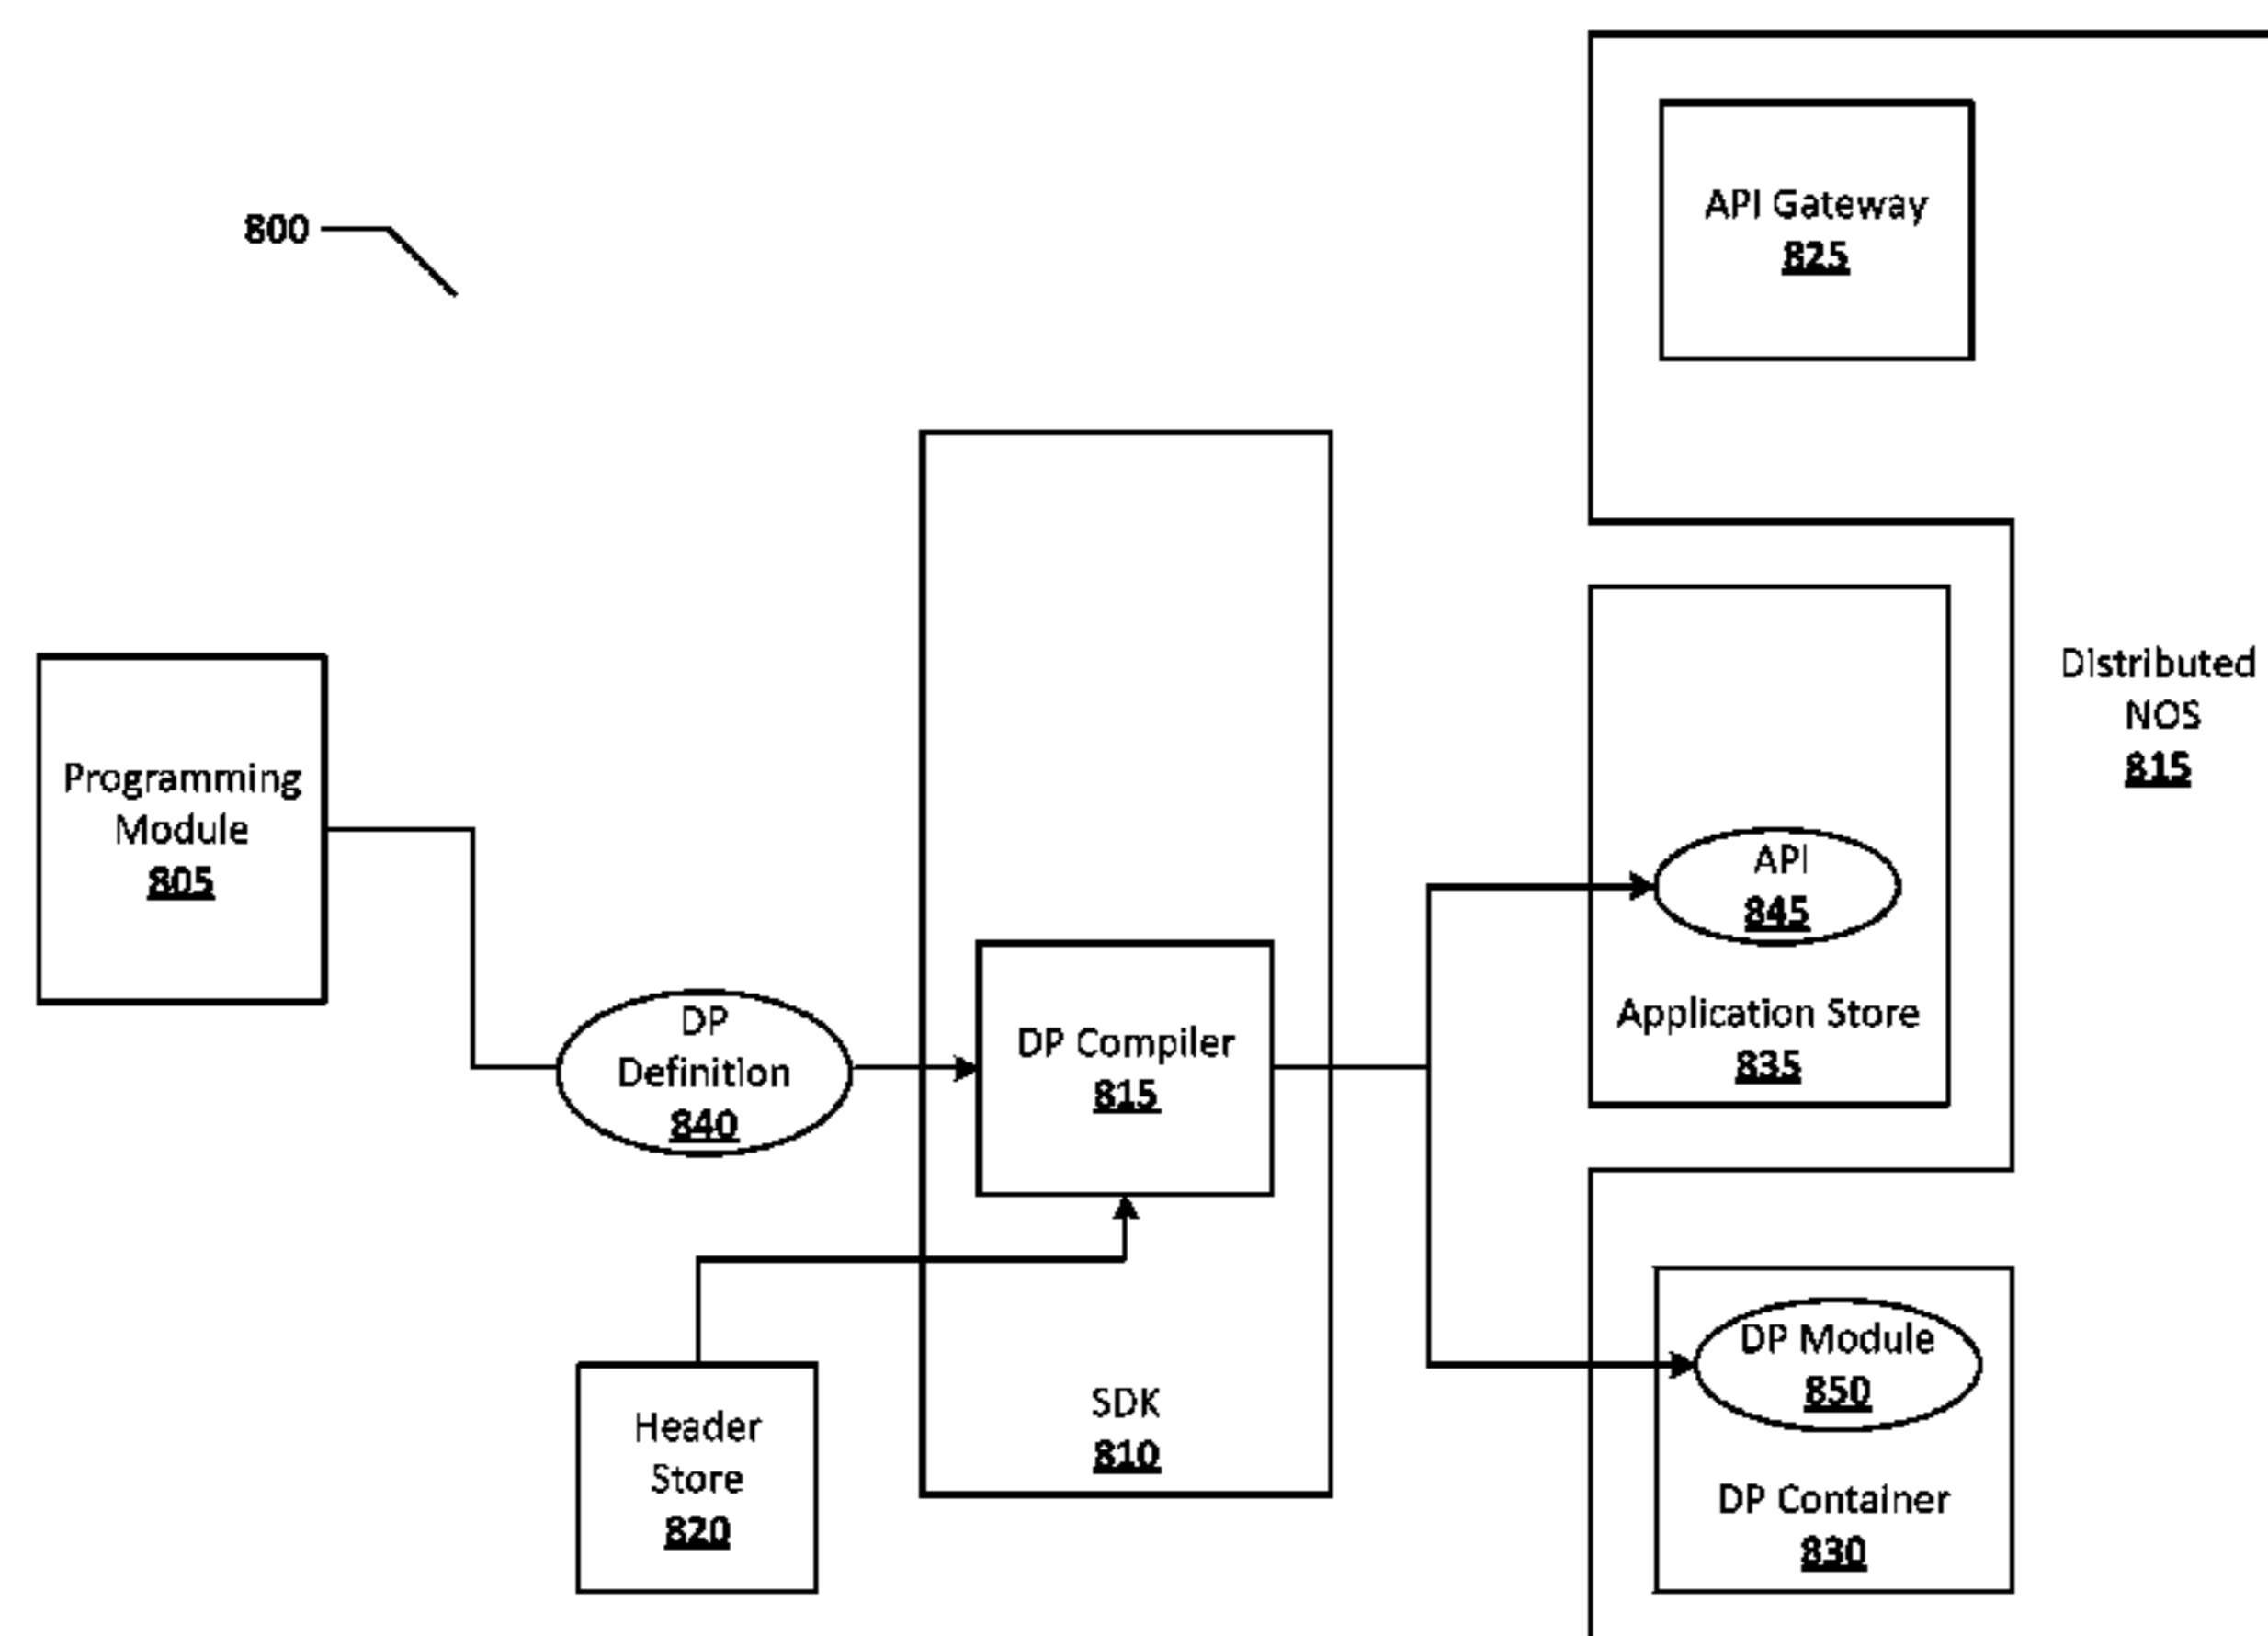 800
API Gateway
825
Distributed
NOS
815
Programming
Module
805
API
845
Application Store
835
DP
Definition
840
DP Compiler
815
DP Module
850
DP Container
830
SDK
810
Header
Store
820